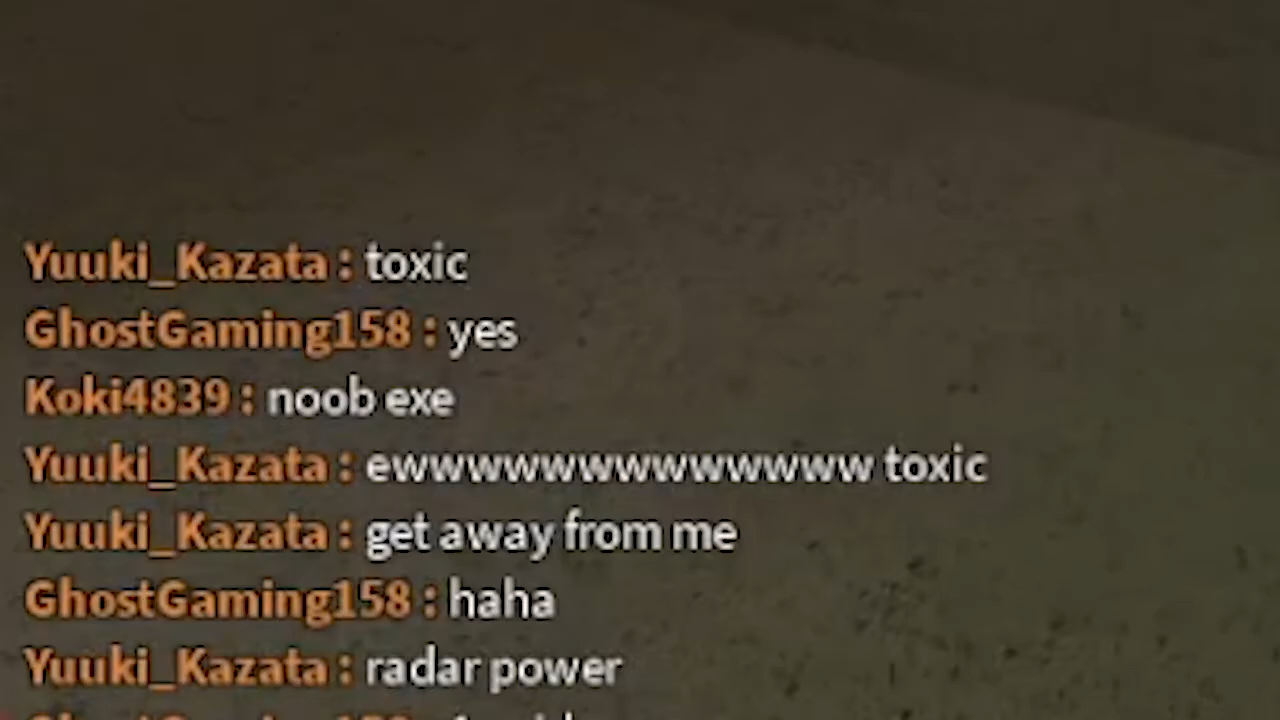 Yuuki_Kazata : toxic
GhostGaming158 : yes
Koki4839 : noob exe
Yuuki_Kazata : ewwwwwwwwwwwwww toxic
Yuuki_Kazata : get away from me
GhostGaming158 : haha
Yuuki_Kazata : radar power